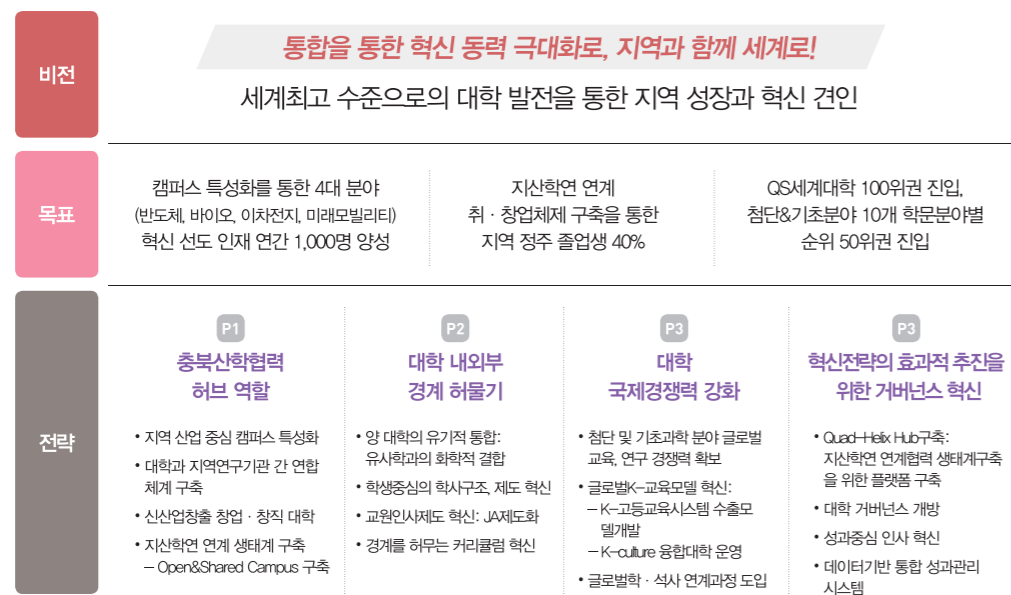 비전
통합을 통한 혁신 동력 극대화로, 지역과 함께 세계로!
세계최고 수준으로의 대학 발전을 통한 지역 성장과 혁신 견인
목표
캠퍼스 특성화를 통한 4대 분야
(반도체, 바이오, 이차전지, 미래모빌리티)
혁신 선도 인재 연간 1,000명 양성
지산학연 연계
취 · 창업체제 구축을 통한
지역 정주 졸업생 40%
QS세계대학 100위권 진입,
첨단&기초분야 10개 학문분야별
순위 50위권 진입
전략
P1
충북산학협력
허브 역할
• 지역 산업 중심 캠퍼스 특성화
• 대학과 지역연구기관 간 연합
체계 구축
• 신산업창출 창업 · 창직 대학
• 지산학연 연계 생태계 구축
– Open&Shared Campus 구축
P2
대학 내외부
경계 허물기
• 양 대학의 유기적 통합:
유사학과의 화학적 결합
• 학생중심의 학사구조, 제도 혁신
• 교원인사제도 혁신: JA제도화
• 경계를 허무는 커리큘럼 혁신
P3
대학
국제경쟁력 강화
• 첨단 및 기초과학 분야 글로벌
교육, 연구 경쟁력 확보
• 글로벌K–교육모델 혁신:
– K–고등교육시스템 수출모
델개발
– K–culture 융합대학 운영
• 글로벌학 · 석사 연계과정 도입
P3
혁신전략의 효과적 추진을
위한 거버넌스 혁신
• Quad–Helix Hub구축:
지산학연 연계협력 생태계구축
을 위한 플랫폼 구축
• 대학 거버넌스 개방
• 성과중심 인사 혁신
• 데이터기반 통합 성과관리
시스템